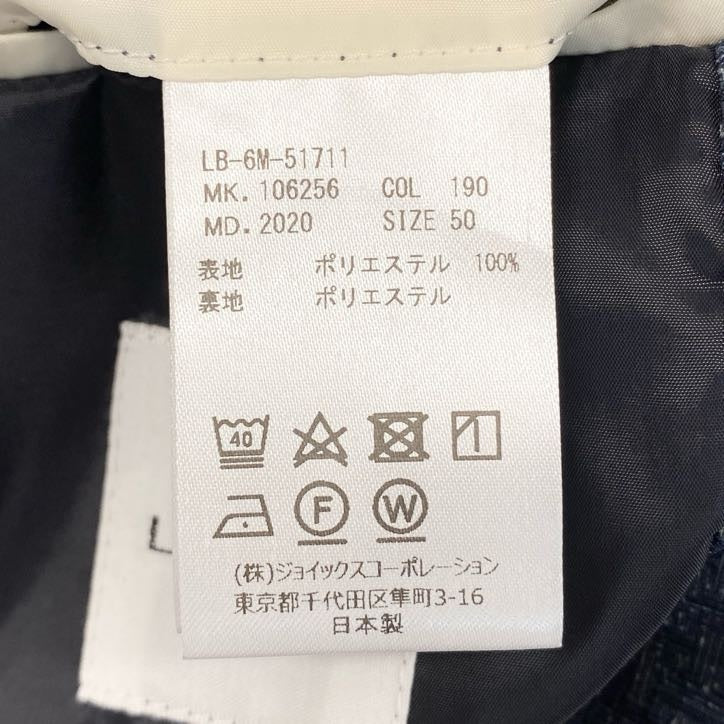 LB-6M-51711
MK. 106256 COL 190
MD. 2020 SIZE 50
表地 ポリエステル 100%
裏地 ポリエステル
40
F W
(株)ジョイックスコーポレーション
東京都千代田区隼町3-16
日本製
L